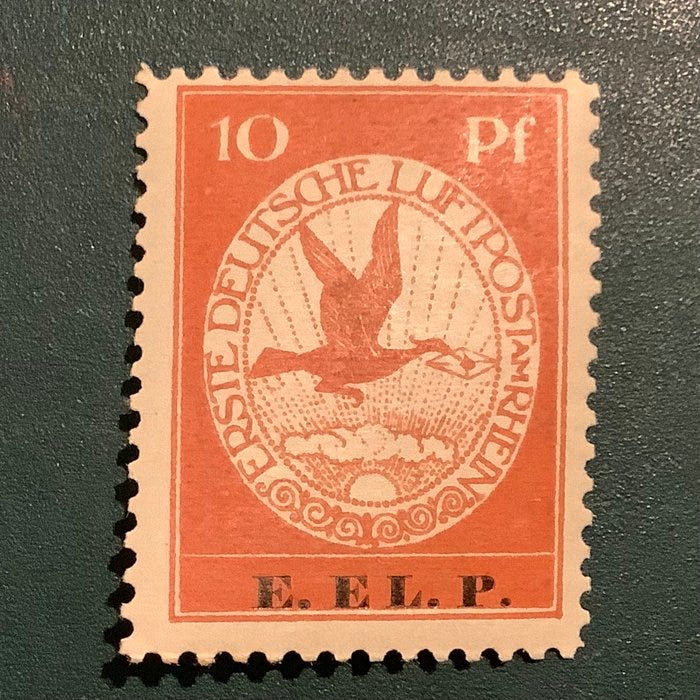 10 Pf
ERSTE DEUTSCHE LUFTPOST AM RHEIN
E. EL. P.